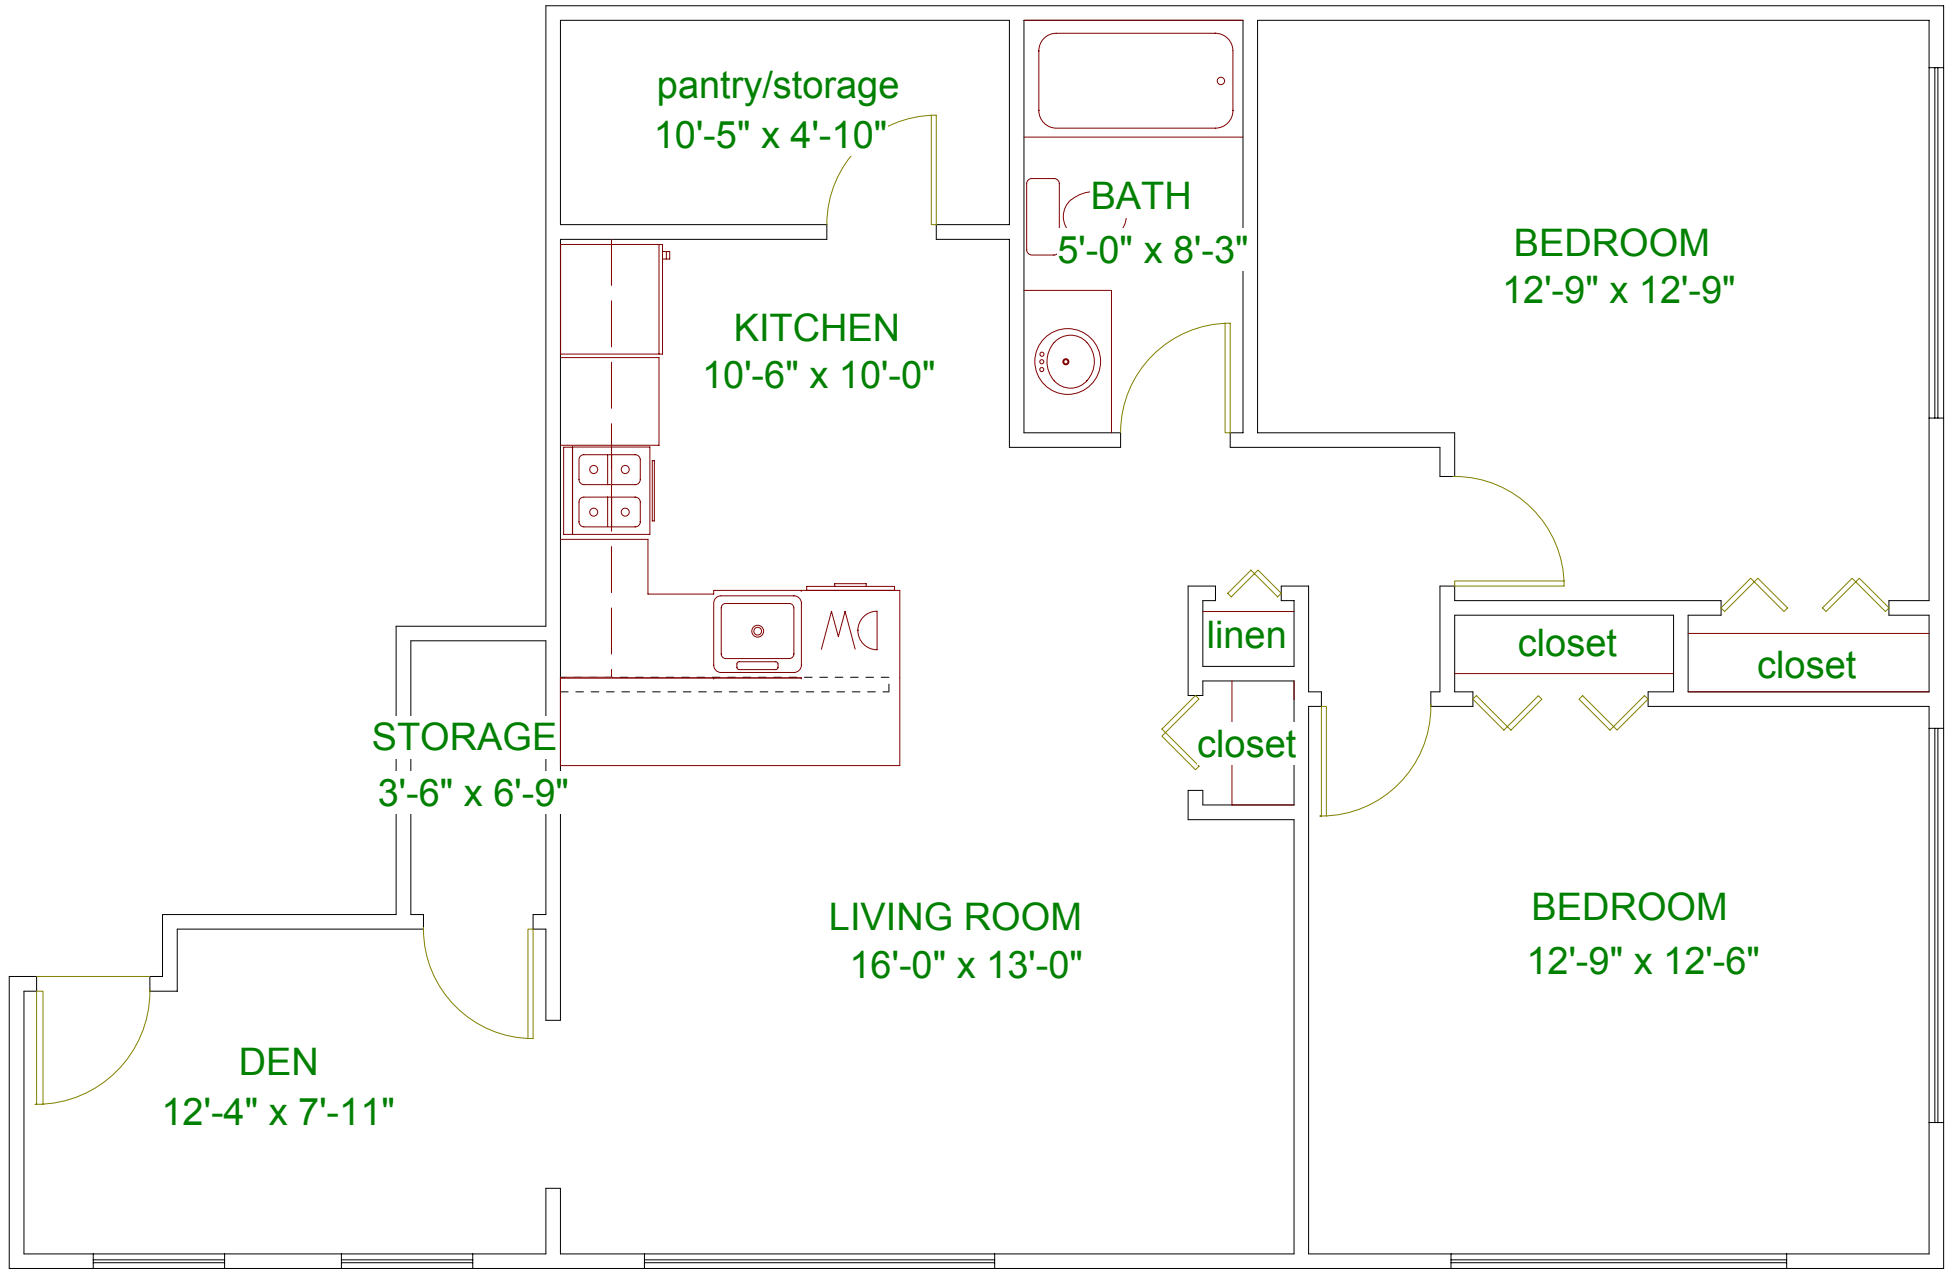 pantry/storage
10'-5" x 4'-10"
BATH
5'-0" x 8'-3"
BEDROOM
12'-9" x 12'-9"
KITCHEN
10'-6" x 10'-0"
DW
linen
closet
closet
closet
STORAGE
3'-6" x 6'-9"
LIVING ROOM
16'-0" x 13'-0"
BEDROOM
12'-9" x 12'-6"
DEN
12'-4" x 7'-11"